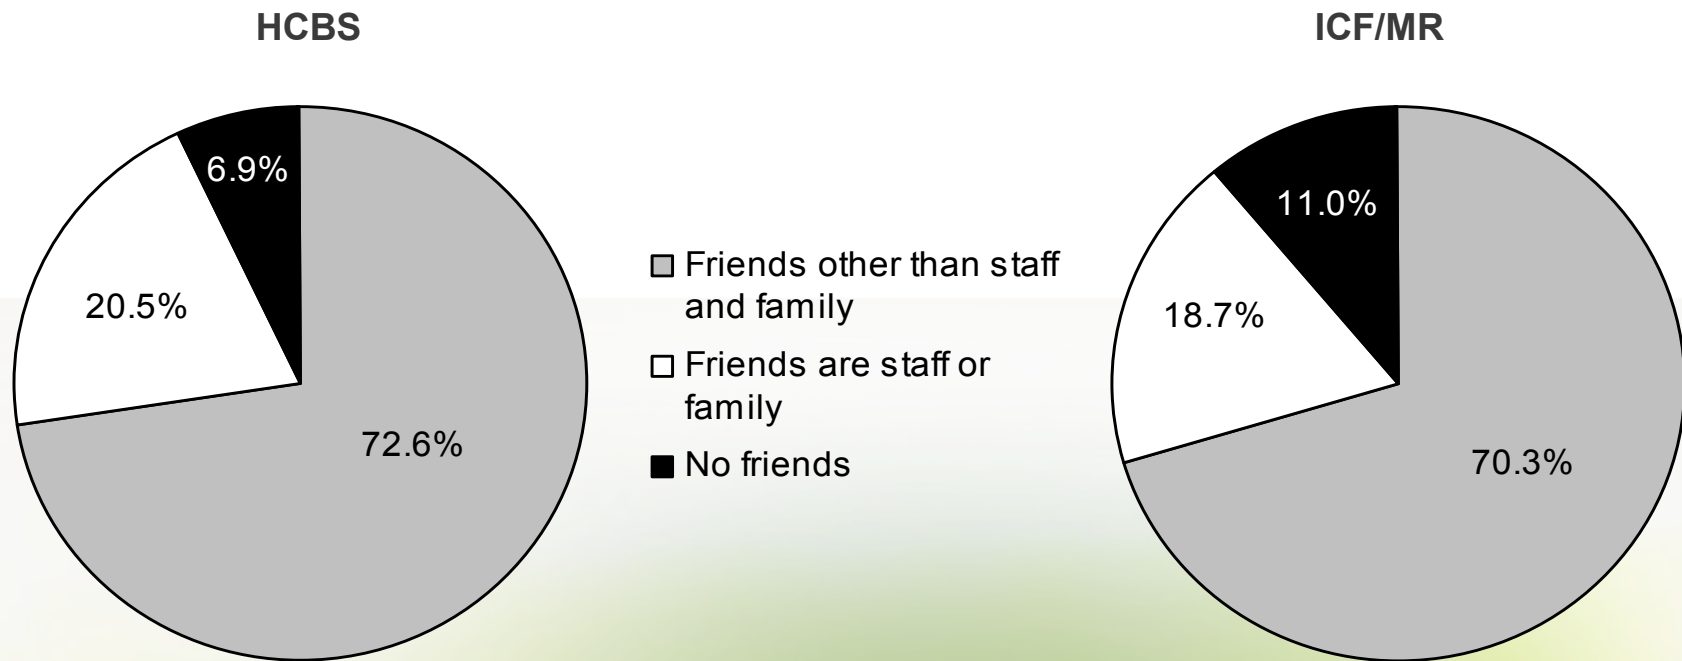 HCBS
ICF/MR
6.9%
20.5%
72.6%
Friends other than staff
and family
Friends are staff or
family
No friends
11.0%
18.7%
70.3%